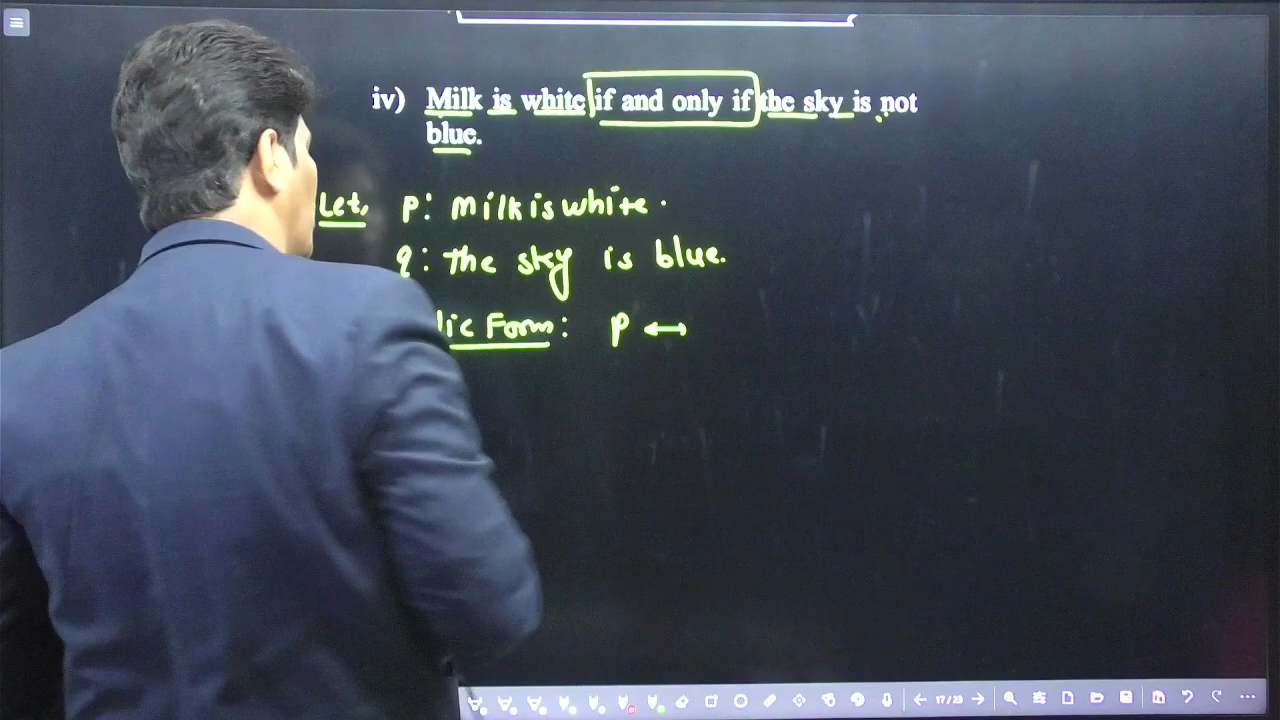 iv) Milk is white if and only if the sky is not
blue.
Let, p: Milk is white.
q: the sky is blue.
lic Form: p ↔
17/23